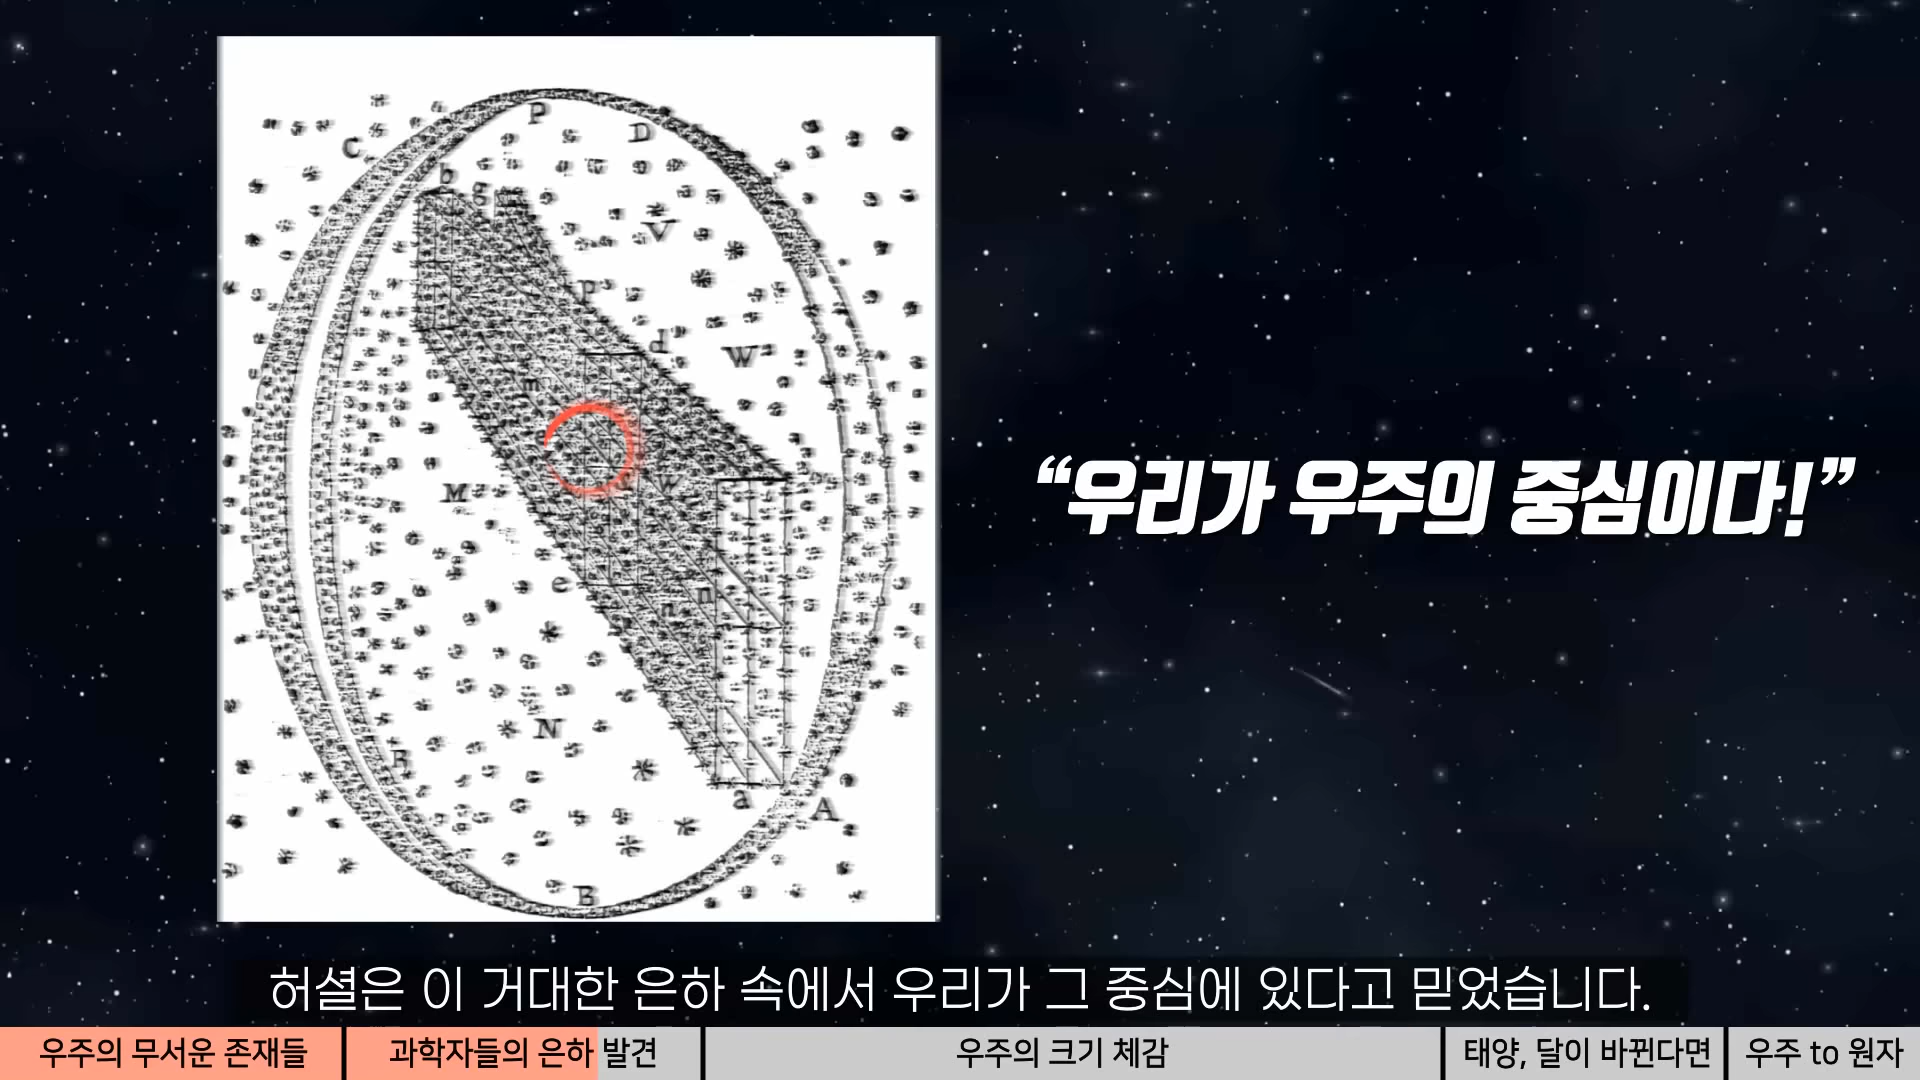 P
D
C
b
g
V
p
d
W
m
w
M
e
n
n
N
R
a
A
B
“우리가 우주의 중심이다!”
허셜은 이 거대한 은하 속에서 우리가 그 중심에 있다고 믿었습니다.
우주의 무서운 존재들
과학자들의 은하 발견
우주의 크기 체감
태양, 달이 바뀐다면
우주 to 원자